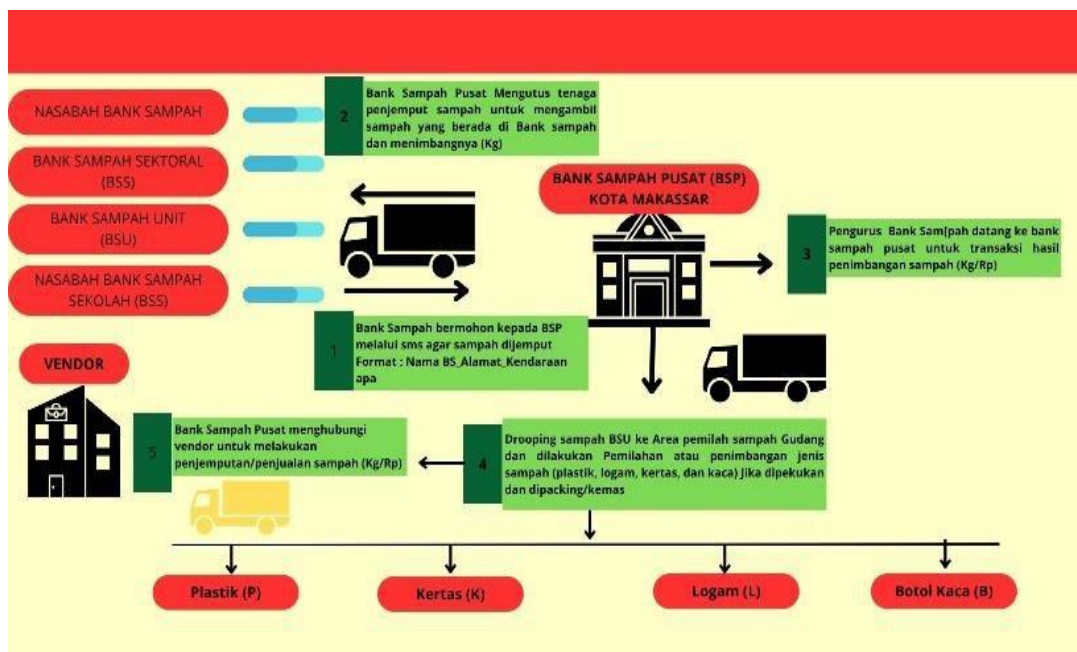 NASABAH BANK SAMPAH
BANK SAMPAH SEKTORAL
(BSS)
BANK SAMPAH UNIT
(BSU)
NASABAH BANK SAMPAH
SEKOLAH (BSS)
2
Bank Sampah Pusat Mengutus tenaga
penjemput sampah untuk mengambil
sampah yang berada di Bank sampah
dan menimbangnya (Kg)
BANK SAMPAH PUSAT (BSP)
KOTA MAKASSAR
3
Pengurus Bank Sam[pah datang ke bank
sampah pusat untuk transaksi hasil
penimbangan sampah (Kg/Rp)
1
Bank Sampah bermohon kepada BSP
melalui sms agar sampah dijemput
Format : Nama BS_Alamat_Kendaraan
apa
VENDOR
5
Bank Sampah Pusat menghubungi
vendor untuk melakukan
penjemputan/penjualan sampah (Kg/Rp)
4
Drooping sampah BSU ke Area pemilah sampah Gudang
dan dilakukan Pemilahan atau penimbangan jenis
sampah (plastik, logam, kertas, dan kaca) Jika dipekukan
dan dipacking/kemas
Plastik (P)
Kertas (K)
Logam (L)
Botol Kaca (B)